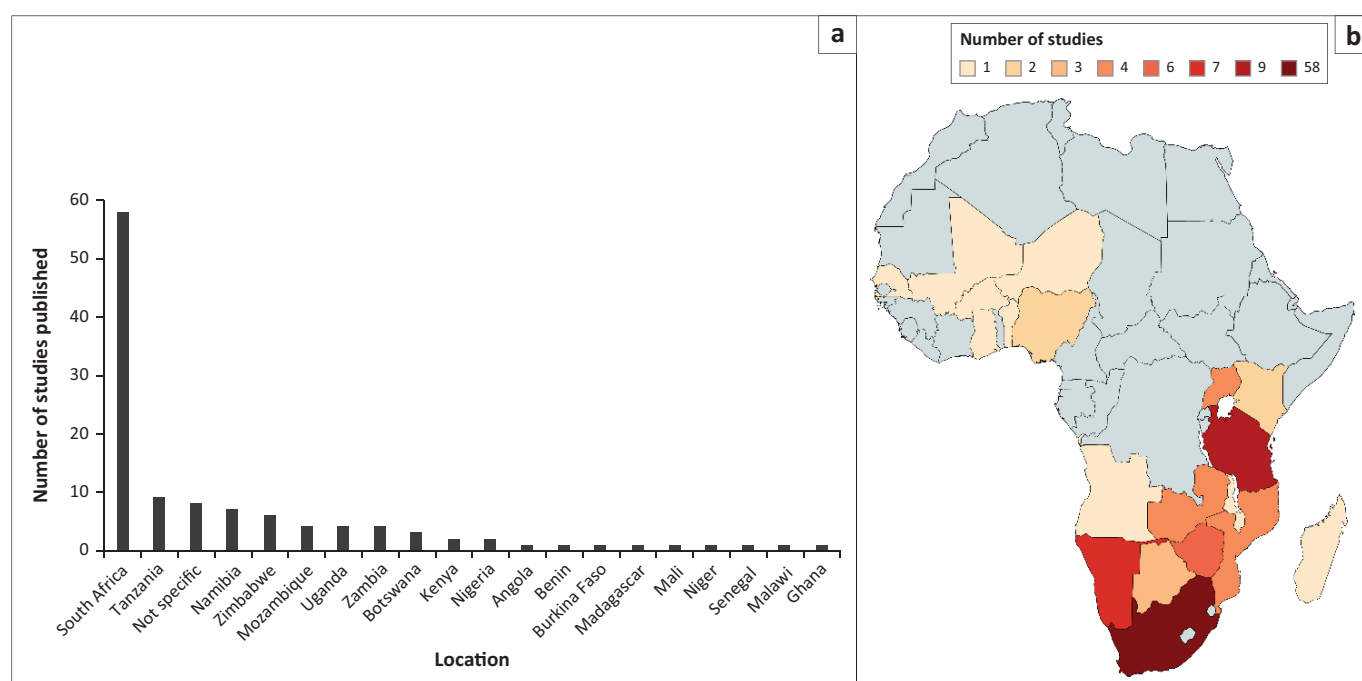 a
60
50
40
30
20
10
0
Number of studies published
South Africa
Tanzania
Not specific
Namibia
Zimbabwe
Mozambique
Uganda
Zambia
Botswana
Kenya
Nigeria
Angola
Benin
Burkina Faso
Madagascar
Mali
Niger
Senegal
Malawi
Ghana
Location
b
Number of studies
1 2 3 4 6 7 9 58